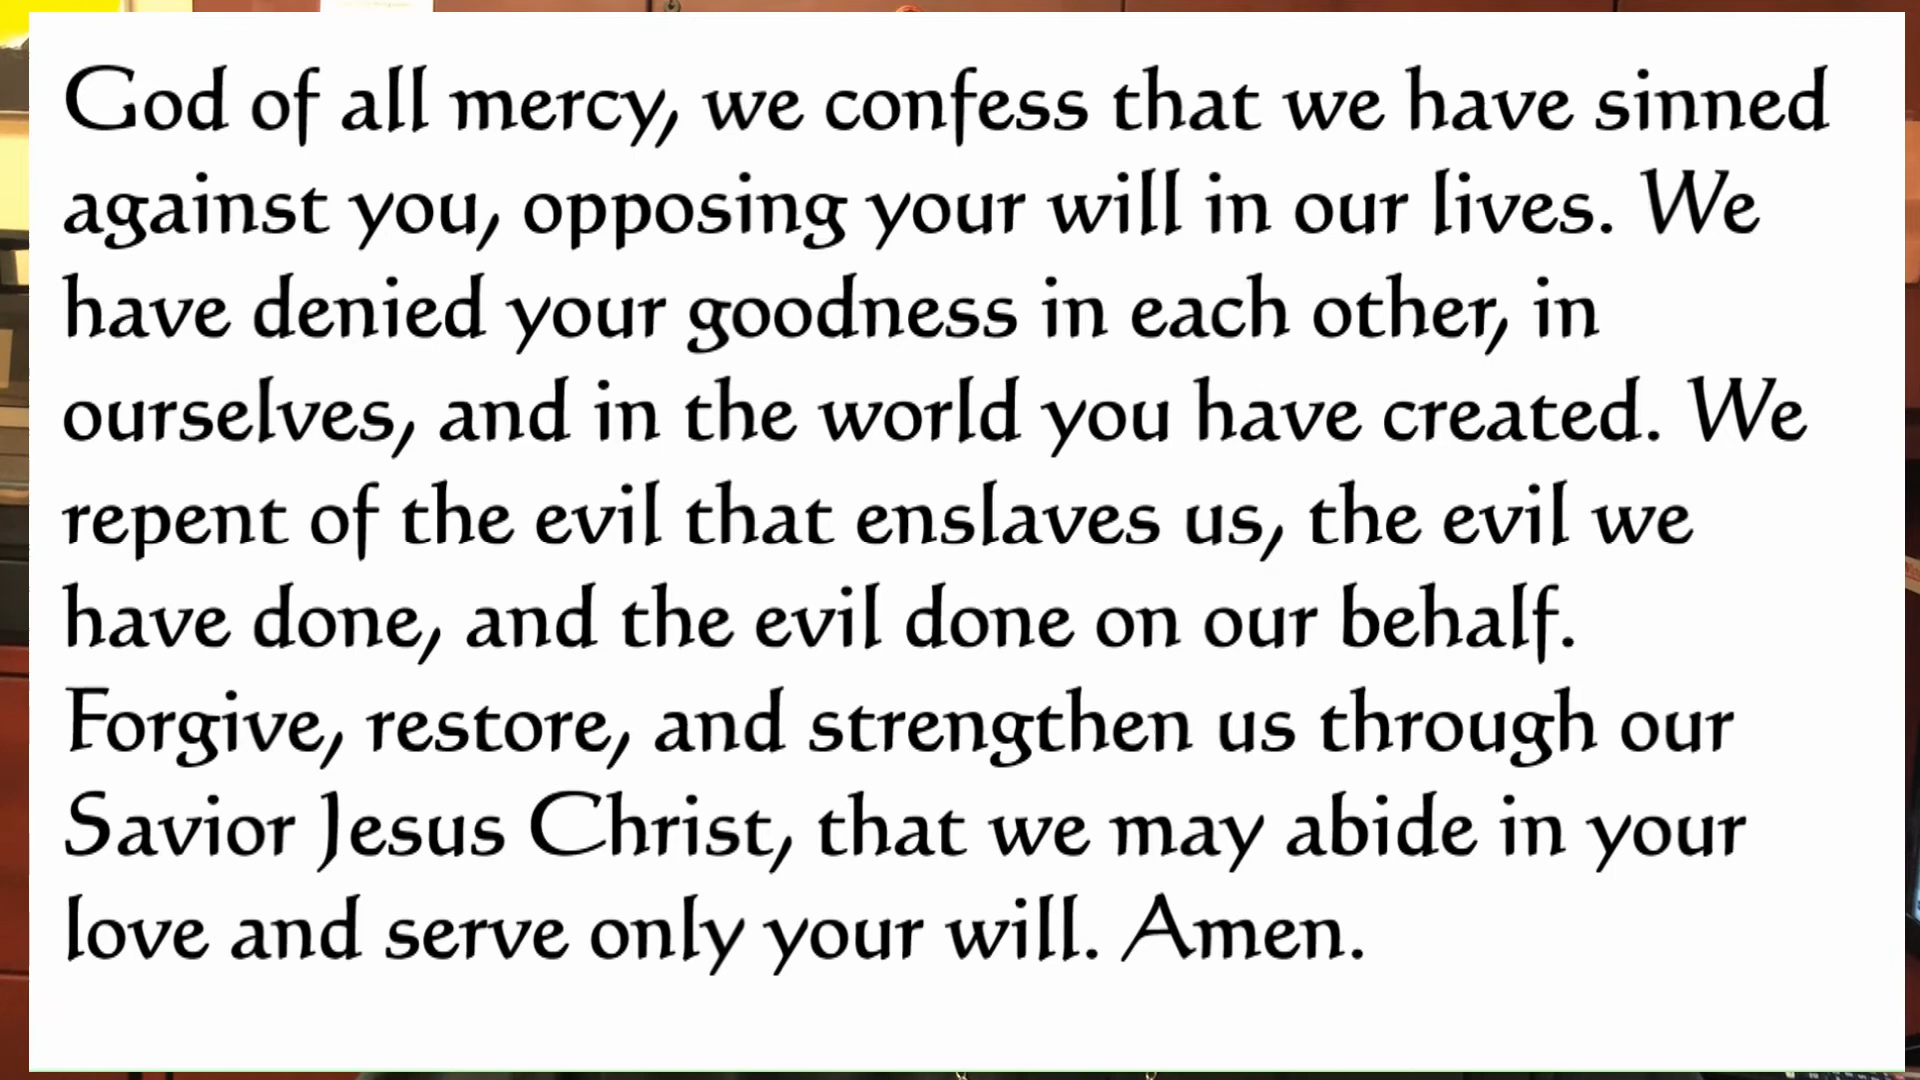 God of all mercy, we confess that we have sinned
against you, opposing your will in our lives. We
have denied your goodness in each other, in
ourselves, and in the world you have created. We
repent of the evil that enslaves us, the evil we
have done, and the evil done on our behalf.
Forgive, restore, and strengthen us through our
Savior Jesus Christ, that we may abide in your
love and serve only your will. Amen.